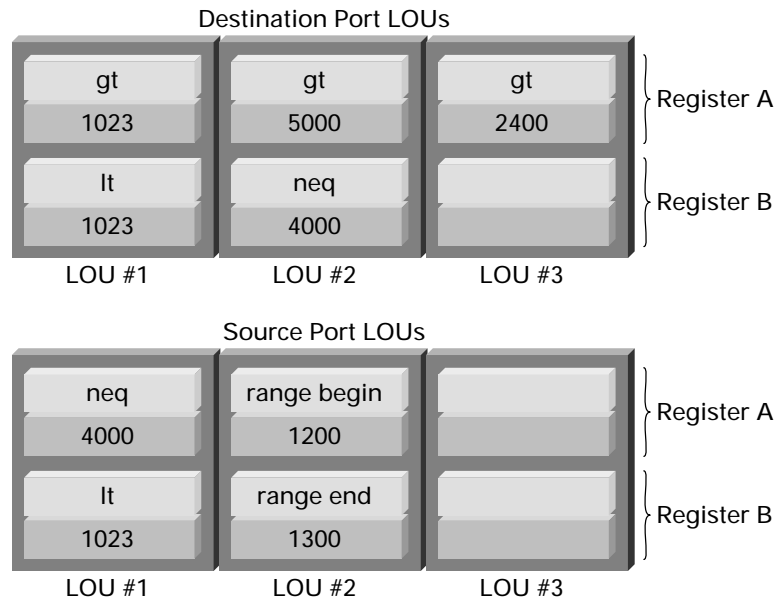 Destination Port LOUs
gt gt gt
1023 5000 2400
Register A
lt neq
1023 4000
Register B
LOU #1 LOU #2 LOU #3
Source Port LOUs
neq range begin
4000 1200
Register A
lt range end
1023 1300
Register B
LOU #1 LOU #2 LOU #3